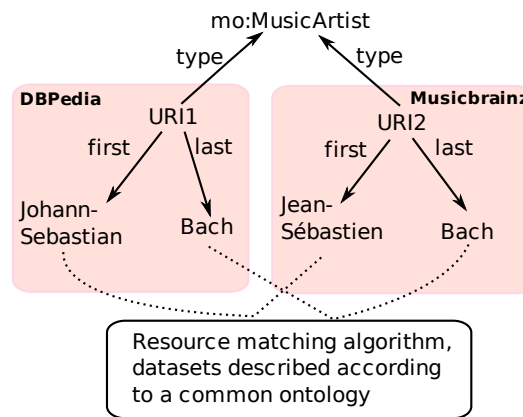 mo:MusicArtist
type
type
DBPedia
Musicbrainz
URI1
URI2
first
last
first
last
Johann-
Sebastian
Bach
Jean-
Sébastien
Bach
Resource matching algorithm,
datasets described according
to a common ontology